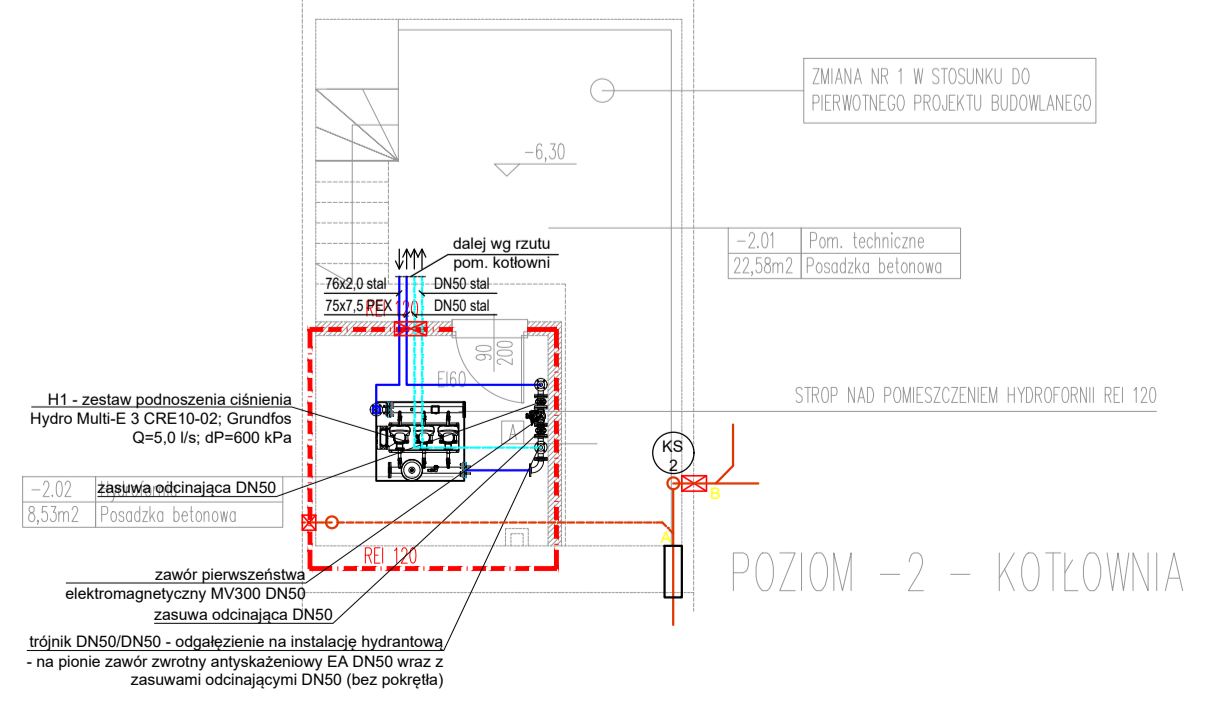 ZMIANA NR 1 W STOSUNKU DO
PIERWOTNEGO PROJEKTU BUDOWLANEGO
-6,30
-2.01 Pom. techniczne
22,58m2 Posadzka betonowa
dalej wg rzutu
pom. kotłowni
76x2,0 stal DN50 stal
75x7,5 PEX DN50 stal
REI 120
90
200
EI60
STROP NAD POMIESZCZENIEM HYDROFORNII REI 120
H1 - zestaw podnoszenia ciśnienia
Hydro Multi-E 3 CRE10-02; Grundfos
Q=5,0 l/s; dP=600 kPa
A
KS
2
B
A
zasuwa odcinająca DN50
-2.02
8,53m2 Posadzka betonowa
REI 120
POZIOM -2 - KOTŁOWNIA
zawór pierwszeństwa
elektromagnetyczny MV300 DN50
zasuwa odcinająca DN50
trójnik DN50/DN50 - odgałęzienie na instalację hydrantową
- na pionie zawór zwrotny antyskażeniowy EA DN50 wraz z
zasuwami odcinającymi DN50 (bez pokrętła)